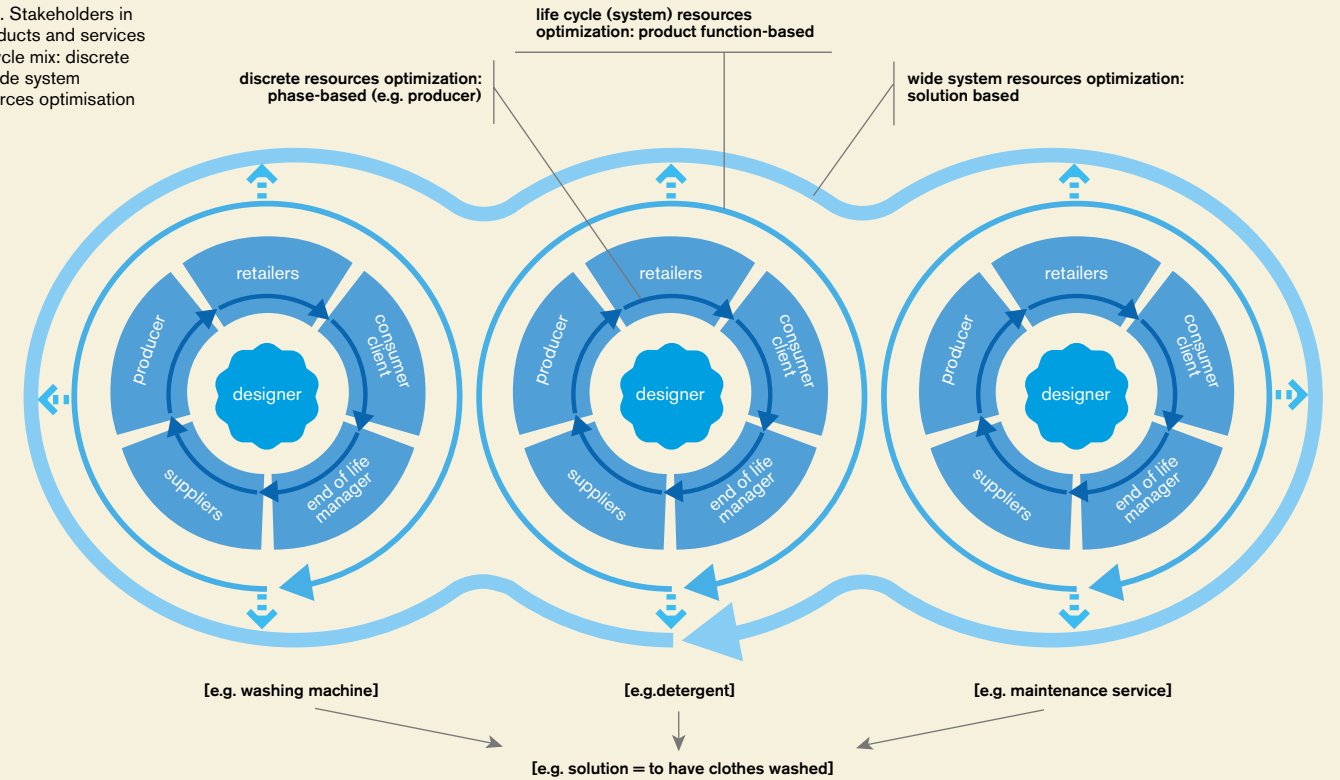 . Stakeholders in
ducts and services
cycle mix: discrete
de system
rces optimisation
life cycle (system) resources
optimization: product function-based
discrete resources optimization:
phase-based (e.g. producer)
wide system resources optimization:
solution based
retailers
producer
consumer
client
designer
suppliers
end of life
manager
retailers
producer
consumer
client
designer
suppliers
end of life
manager
retailers
producer
consumer
client
designer
suppliers
end of life
manager
[e.g. washing machine]
[e.g.detergent]
[e.g. maintenance service]
[e.g. solution = to have clothes washed]